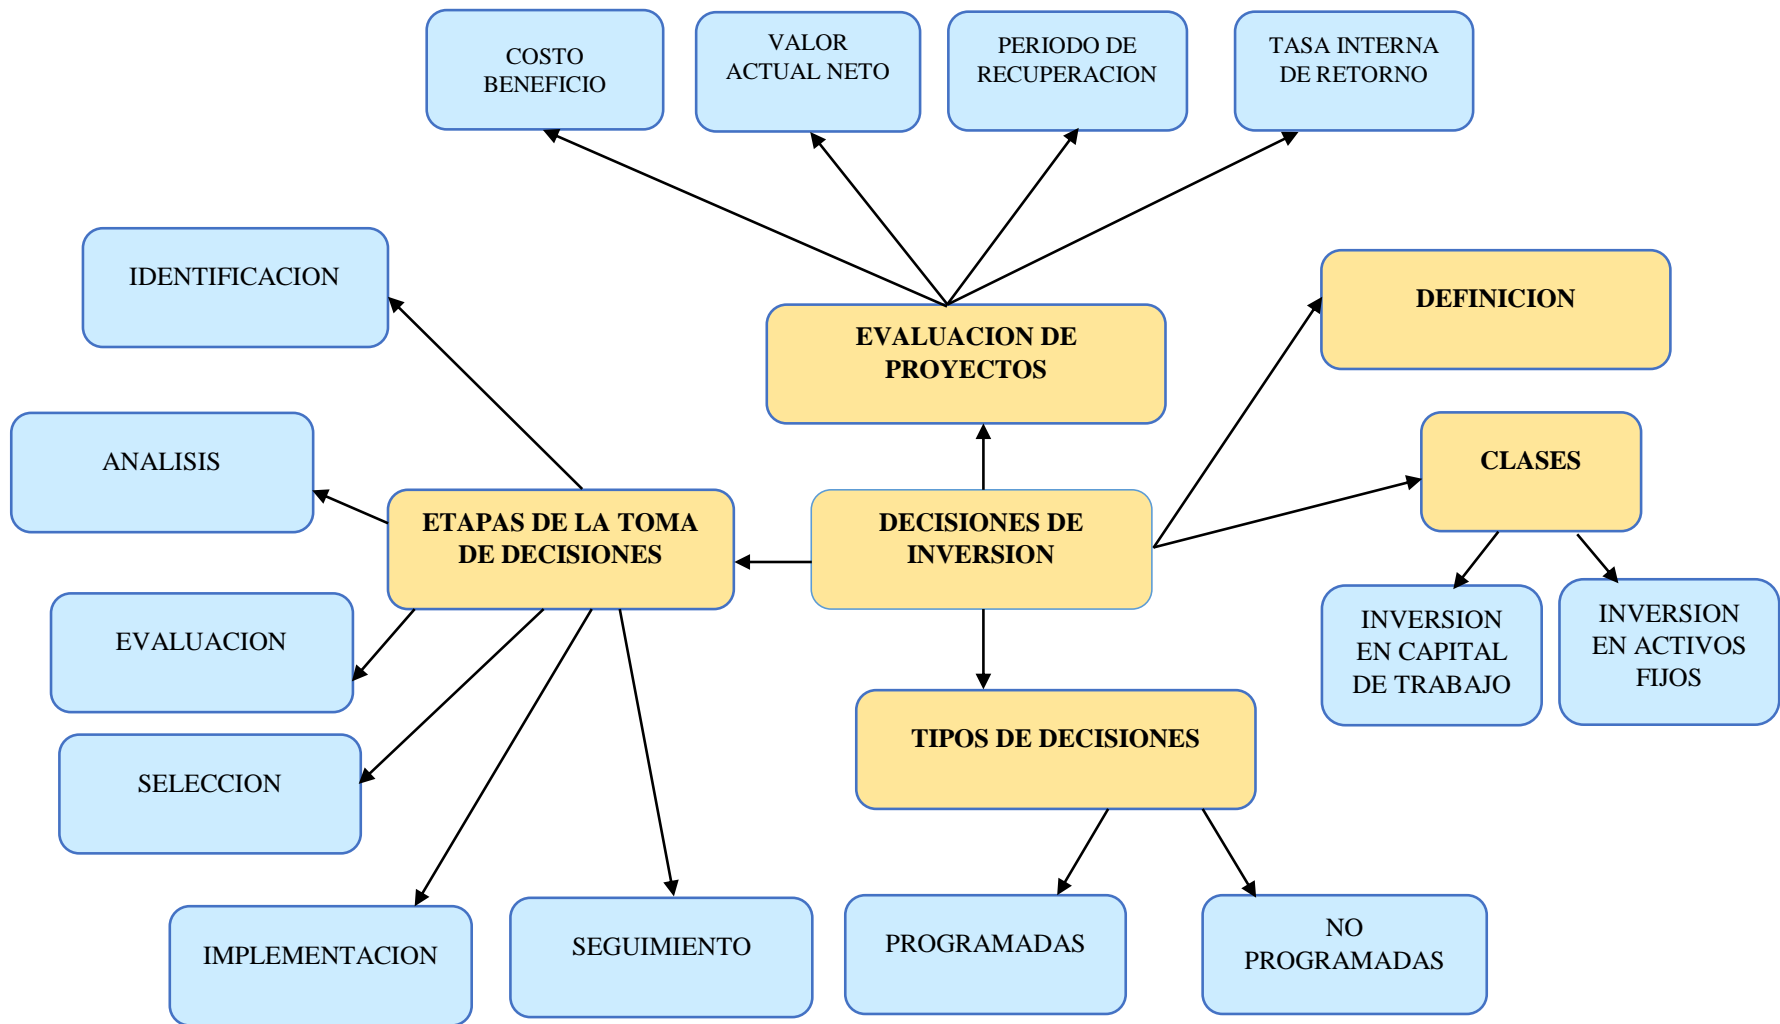 COSTO
BENEFICIO
VALOR
ACTUAL NETO
PERIODO DE
RECUPERACION
TASA INTERNA
DE RETORNO
IDENTIFICACION
EVALUACION DE
PROYECTOS
DEFINICION
ANALISIS
CLASES
ETAPAS DE LA TOMA
DE DECISIONES
DECISIONES DE
INVERSION
EVALUACION
INVERSION
EN CAPITAL
DE TRABAJO
INVERSION
EN ACTIVOS
FIJOS
SELECCION
TIPOS DE DECISIONES
IMPLEMENTACION
SEGUIMIENTO
PROGRAMADAS
NO
PROGRAMADAS